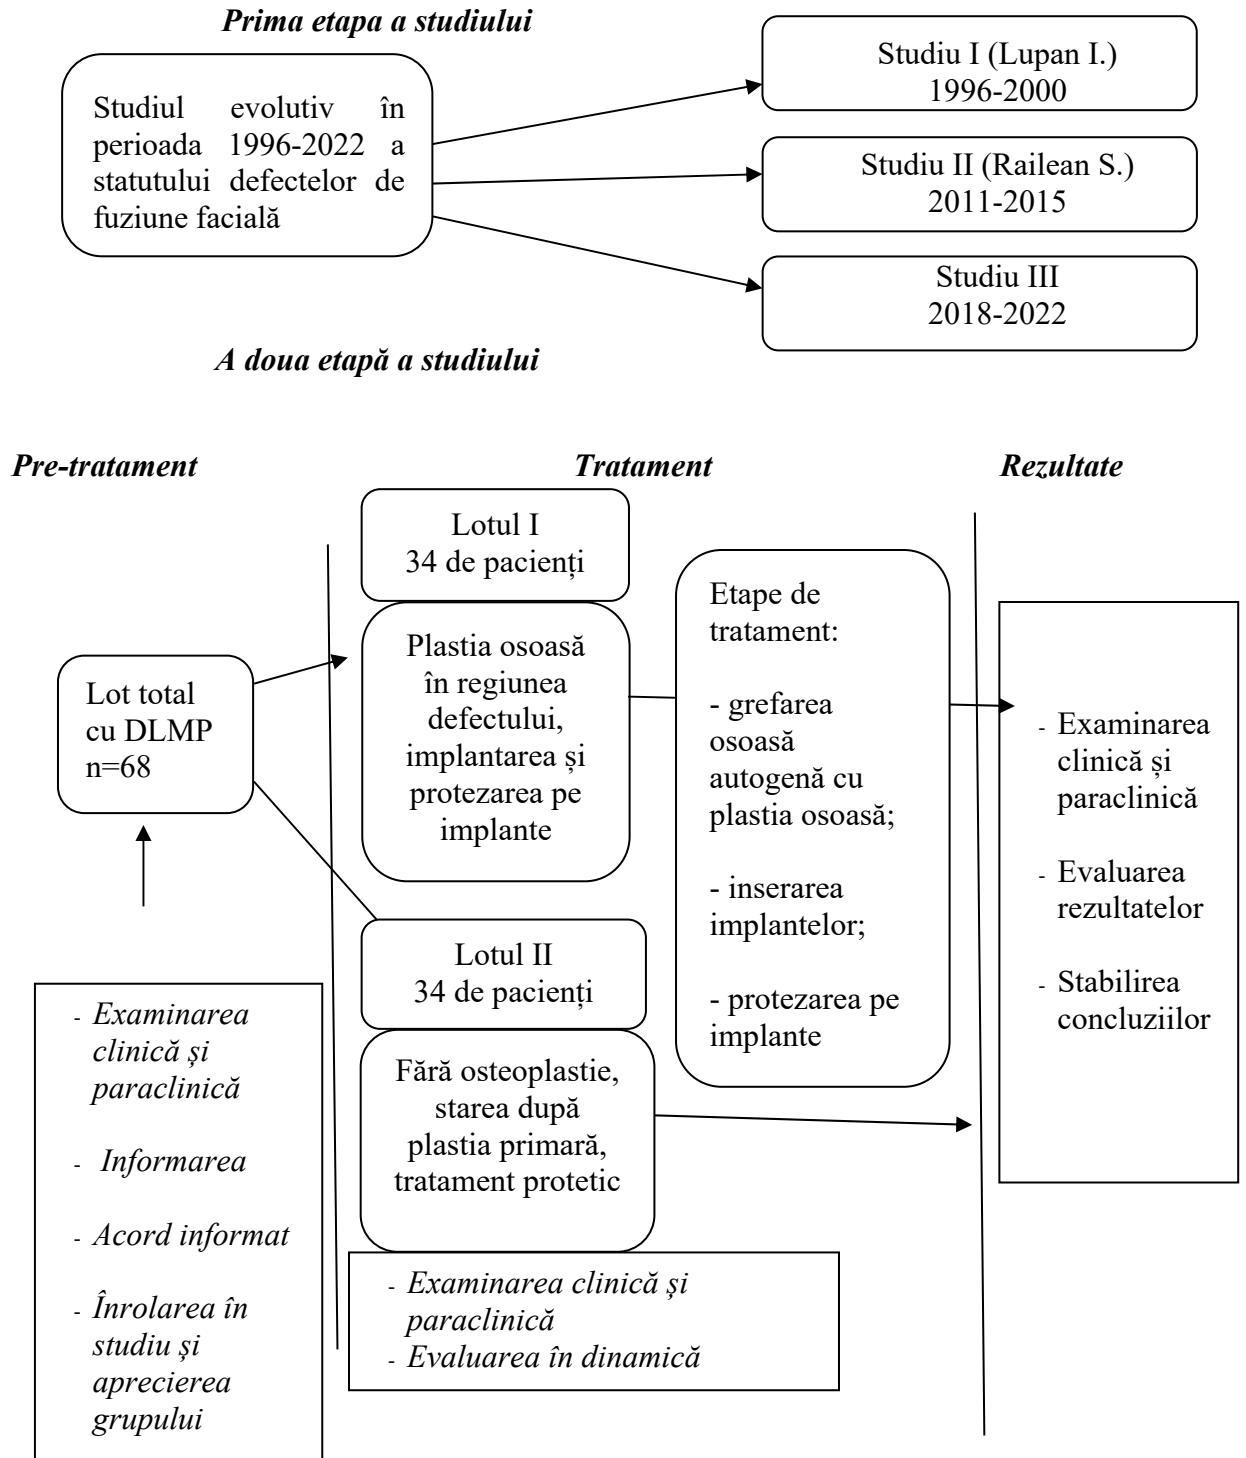 Prima etapa a studiului
Studiul evolutiv în
perioada 1996-2022 a
statutului defectelor de
fuziune facială
Studiu I (Lupan I.)
1996-2000
Studiu II (Railean S.)
2011-2015
Studiu III
2018-2022
A doua etapă a studiului
Pre-tratament
Tratament
Rezultate
Lot total
cu DLMP
n=68
- Examinarea
clinică și
paraclinică
- Informarea
- Acord informat
- Înrolarea în
studiu și
aprecierea
grupului
Lotul I
34 de pacienți
Plastia osoasă
în regiunea
defectului,
implantarea și
protezarea pe
implante
Lotul II
34 de pacienți
Fără osteoplastie,
starea după
plastia primară,
tratament protetic
- Examinarea clinică și
paraclinică
- Evaluarea în dinamică
Etape de
tratament:
- grefarea
osoasă
autogenă cu
plastia osoasă;
- inserarea
implantelor;
- protezarea pe
implante
- Examinarea
clinică și
paraclinică
- Evaluarea
rezultatelor
- Stabilirea
concluziilor